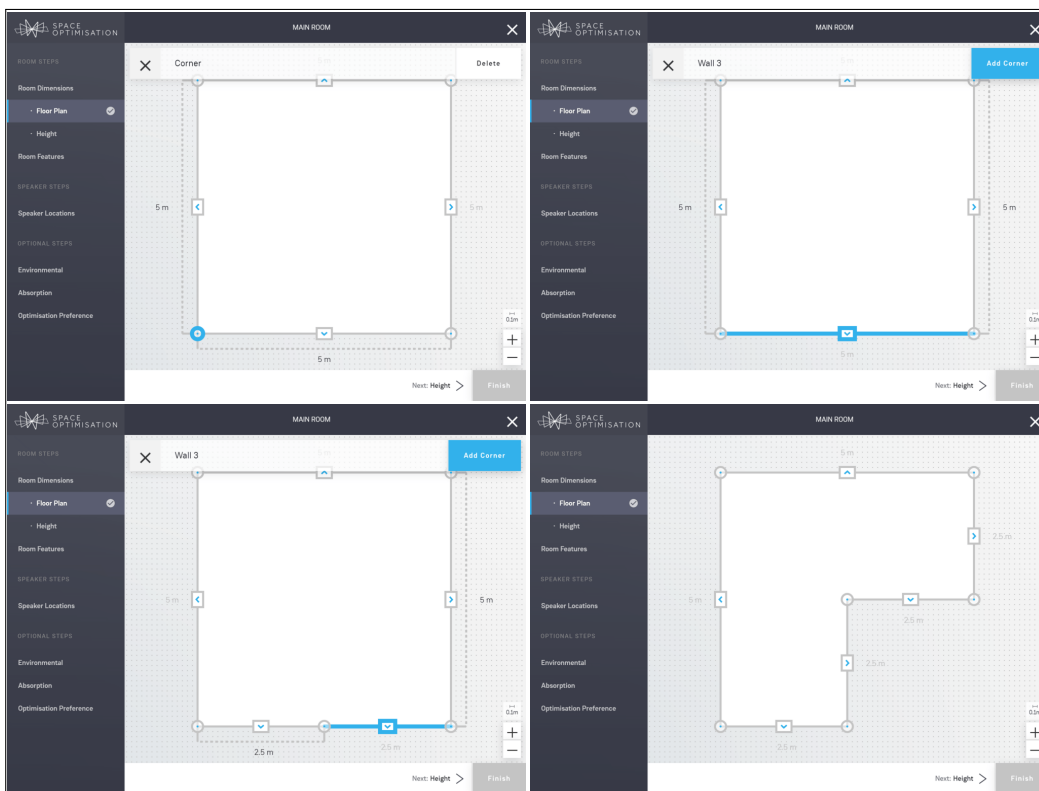 SPACE
OPTIMISATION
MAIN ROOM
ROOM STEPS
Corner
Delete
Room Dimensions
· Floor Plan
· Height
Room Features
SPEAKER STEPS
5 m
5 m
Speaker Locations
OPTIONAL STEPS
Environmental
Absorption
Optimisation Preference
0.1m
5 m
Next: Height
Finish
SPACE
OPTIMISATION
MAIN ROOM
ROOM STEPS
Wall 3
Add Corner
Room Dimensions
· Floor Plan
· Height
Room Features
SPEAKER STEPS
5 m
5 m
Speaker Locations
OPTIONAL STEPS
Environmental
Absorption
Optimisation Preference
0.1m
5 m
Next: Height
Finish
SPACE
OPTIMISATION
MAIN ROOM
ROOM STEPS
Wall 3
Add Corner
Room Dimensions
· Floor Plan
· Height
Room Features
SPEAKER STEPS
5 m
5 m
Speaker Locations
OPTIONAL STEPS
Environmental
Absorption
Optimisation Preference
0.1m
2.5 m
2.5 m
Next: Height
Finish
SPACE
OPTIMISATION
MAIN ROOM
ROOM STEPS
5 m
Room Dimensions
· Floor Plan
· Height
2.5 m
Room Features
SPEAKER STEPS
5 m
Speaker Locations
2.5 m
OPTIONAL STEPS
Environmental
2.5 m
Absorption
Optimisation Preference
0.1m
2.5 m
Next: Height
Finish